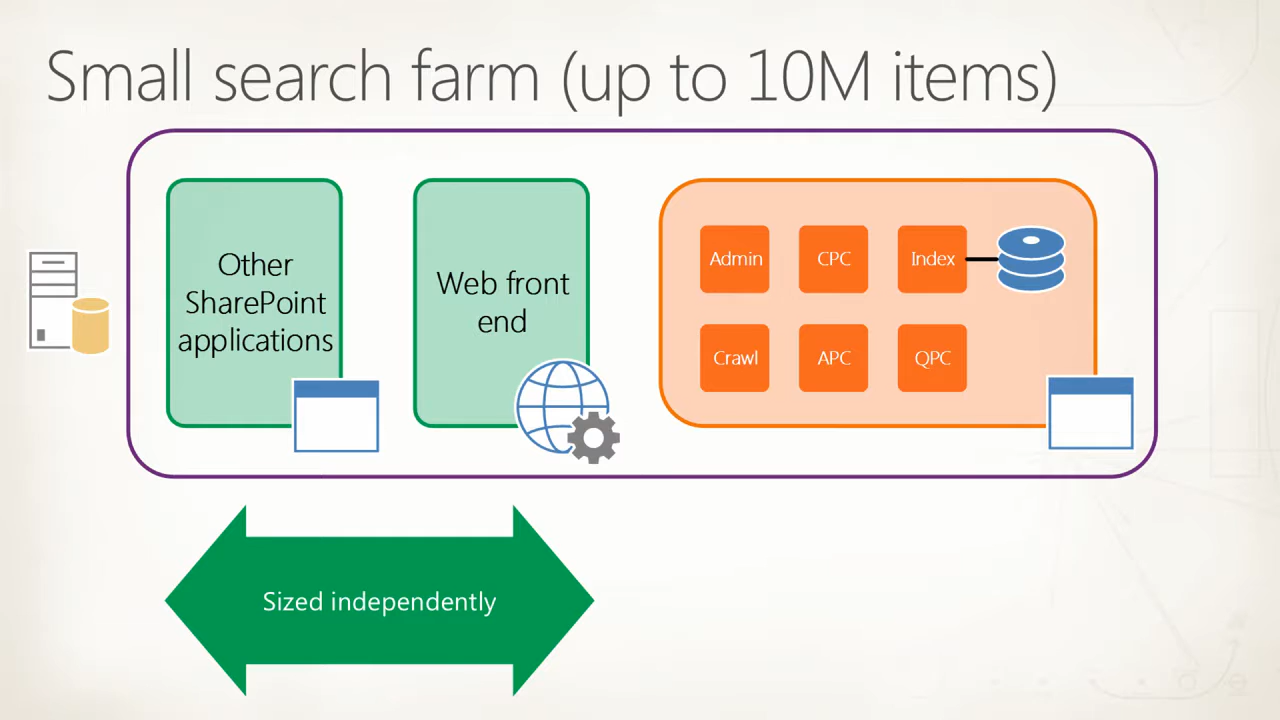 Small search farm (up to 10M items)
Other
SharePoint
applications
Web front
end
Admin
CPC
Index
Crawl
APC
QPC
Sized independently